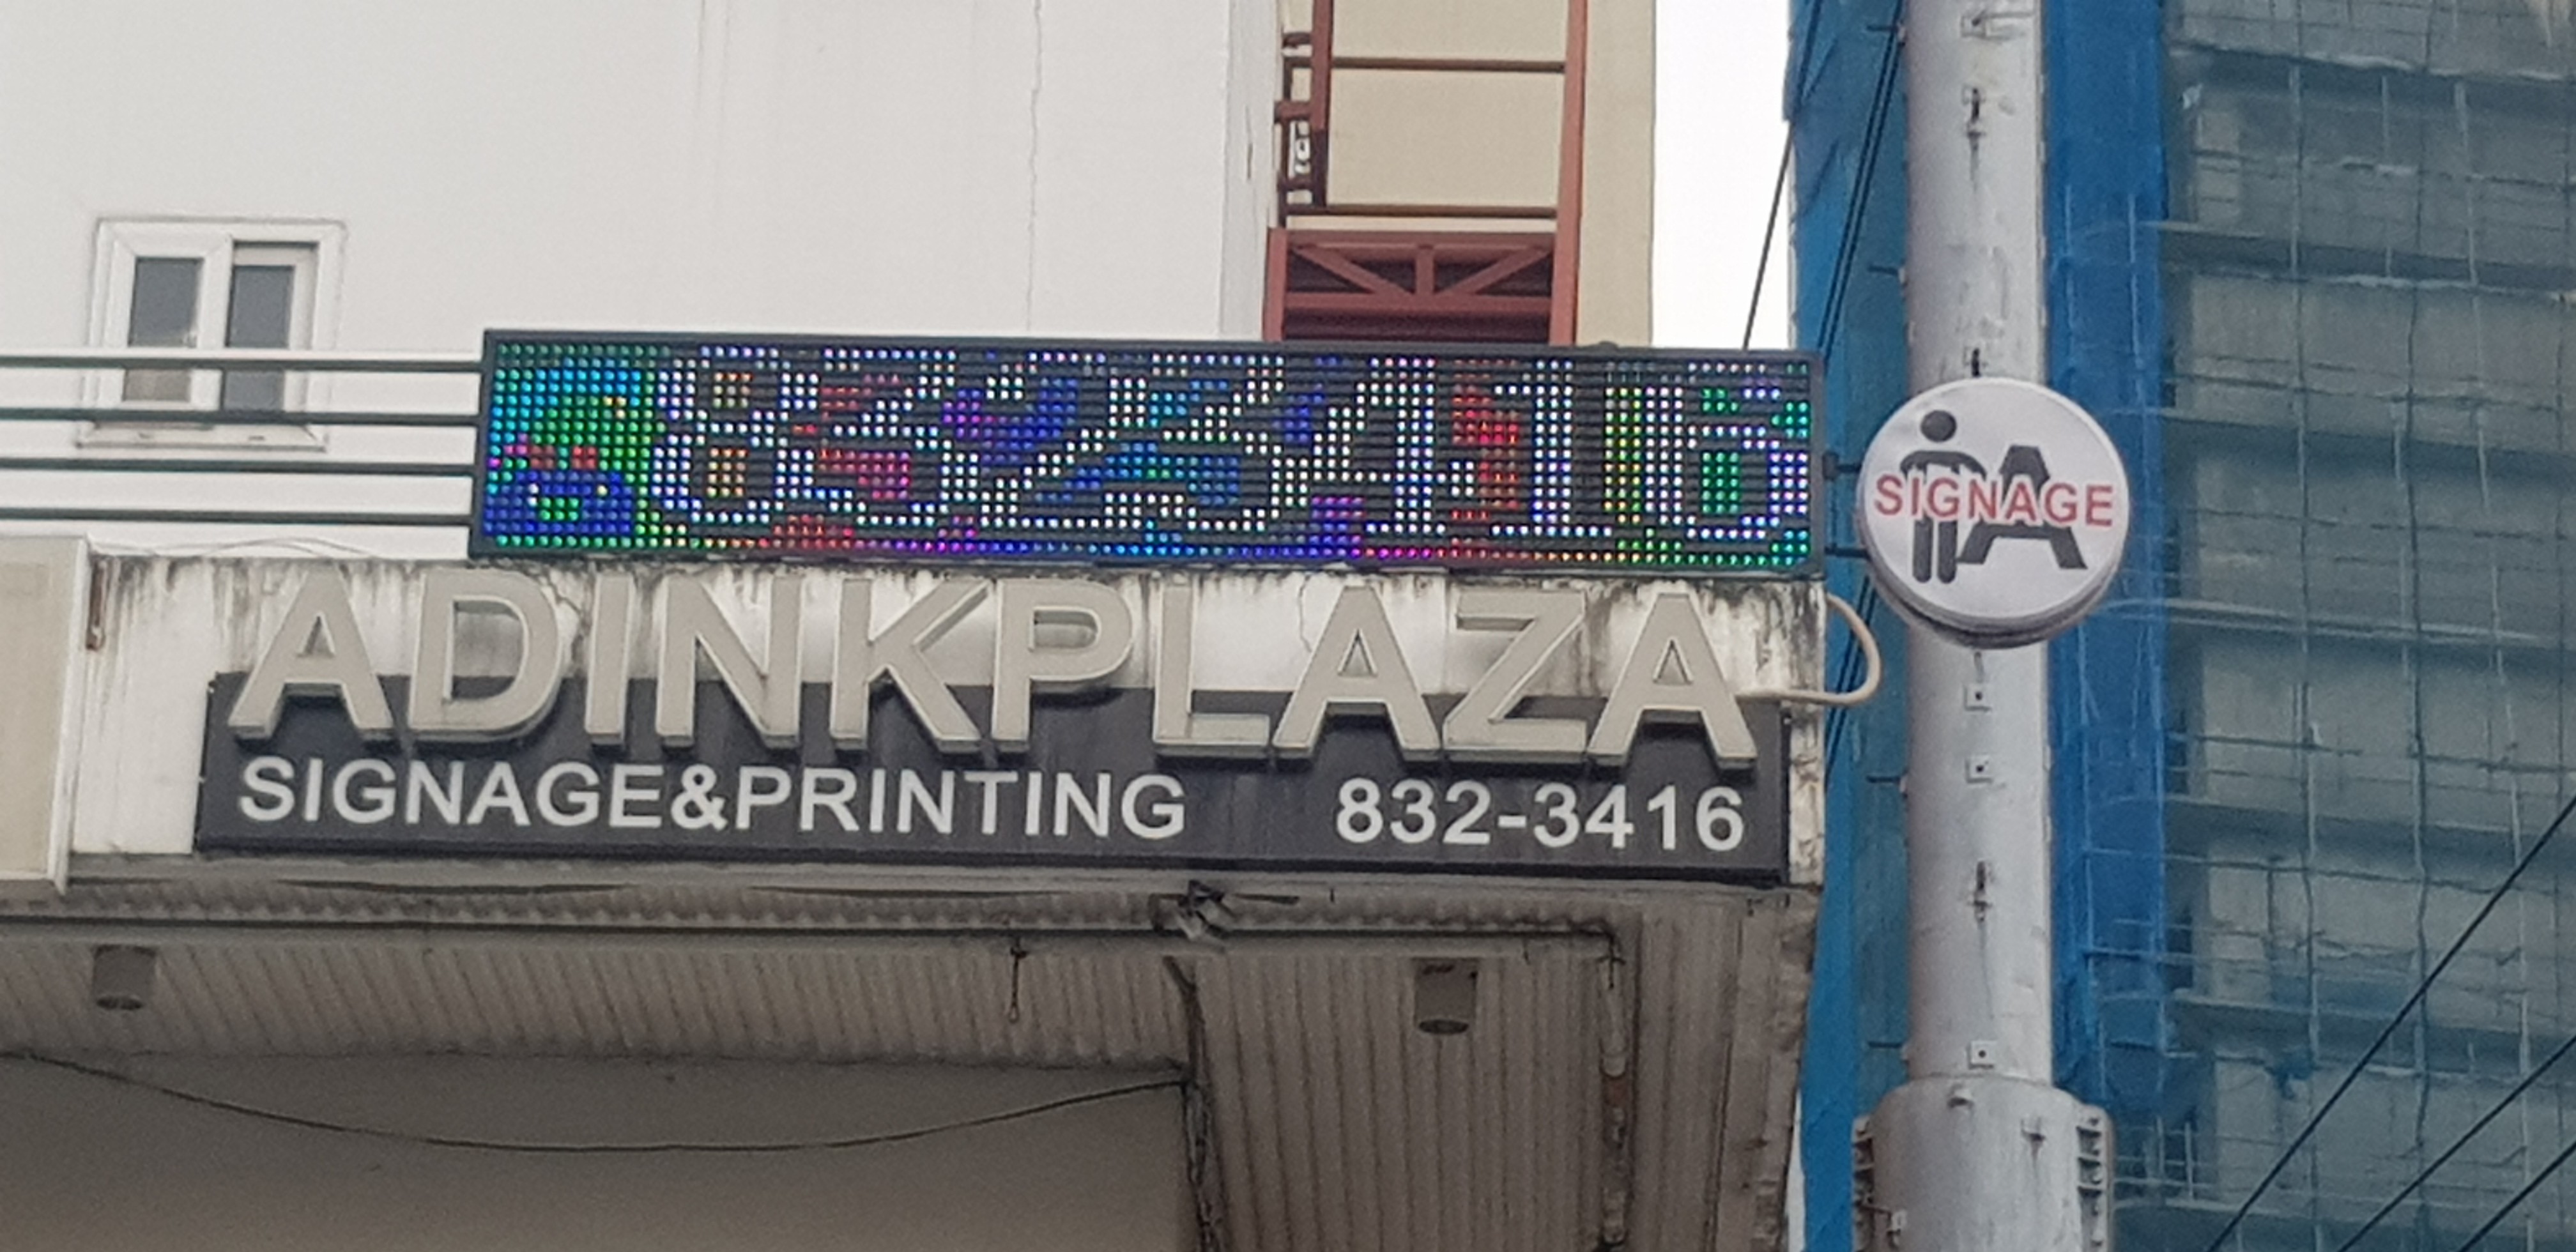 8323416
SIGNAGE
ADINKPLAZA
SIGNAGE&PRINTING 832-3416